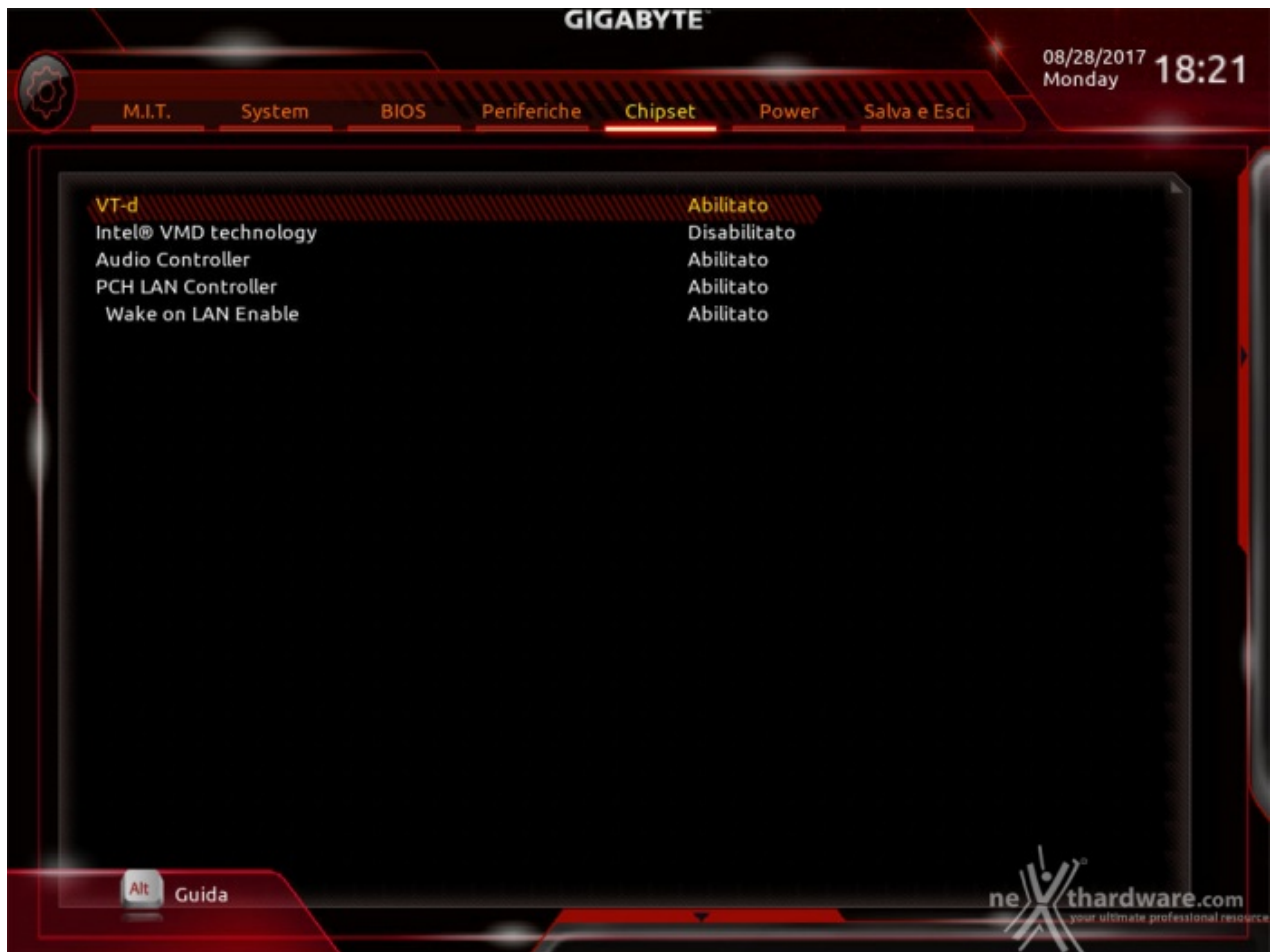 GIGABYTE
08/28/2017
Monday
18:21
M.I.T. System BIOS Periferiche Chipset Power Salva e Esci
VT-d Abilitato
Intel® VMD technology Disabilitato
Audio Controller Abilitato
PCH LAN Controller Abilitato
Wake on LAN Enable Abilitato
Alt Guida
nexthardware.com
your ultimate professional resource